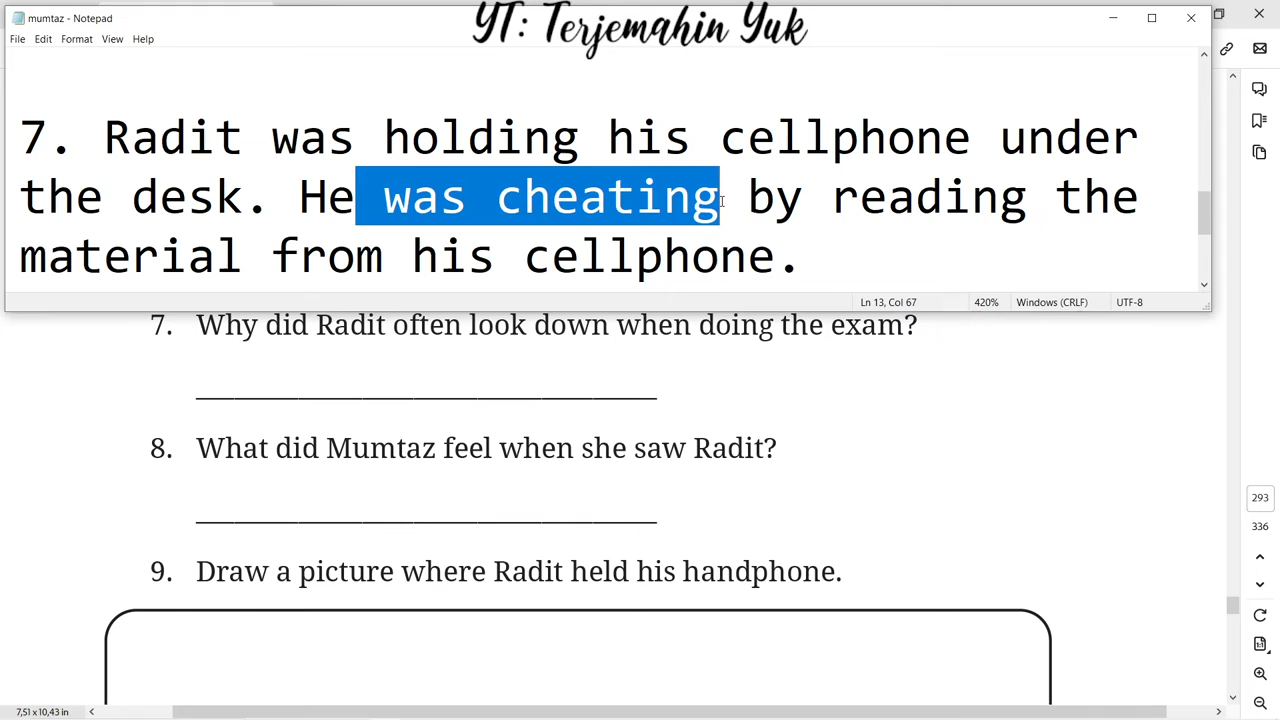 mumtaz - Notepad
YT: Terjemahin Yuk
File Edit Format View Help
7. Radit was holding his cellphone under
the desk. He was cheating by reading the
material from his cellphone.
Ln 13, Col 67 420% Windows (CRLF) UTF-8
7. Why did Radit often look down when doing the exam?
8. What did Mumtaz feel when she saw Radit?
293
336
9. Draw a picture where Radit held his handphone.
7,51 x 10,43 in